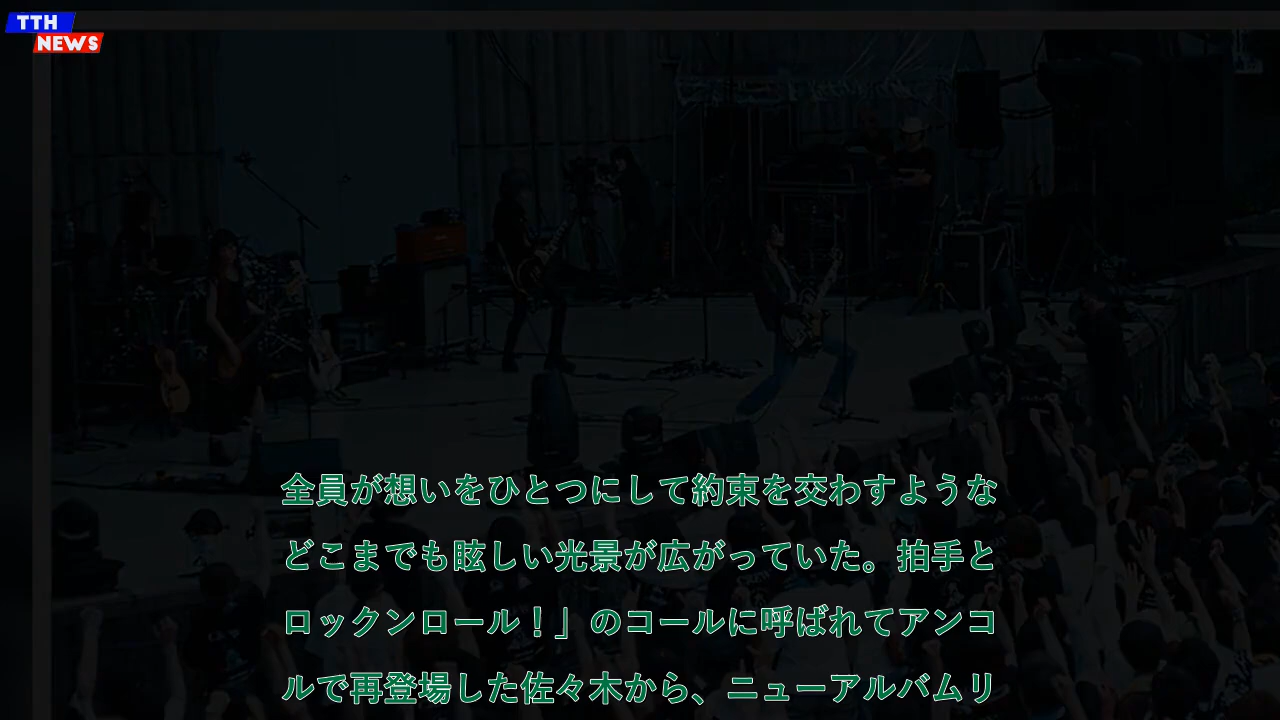 TTH
NEWS
全員が想いをひとつにして約束を交わすような
どこまでも眩しい光景が広がっていた。拍手と
ロックンロール！」のコールに呼ばれてアンコ
ルで再登場した佐々木から、ニューアルバムリ